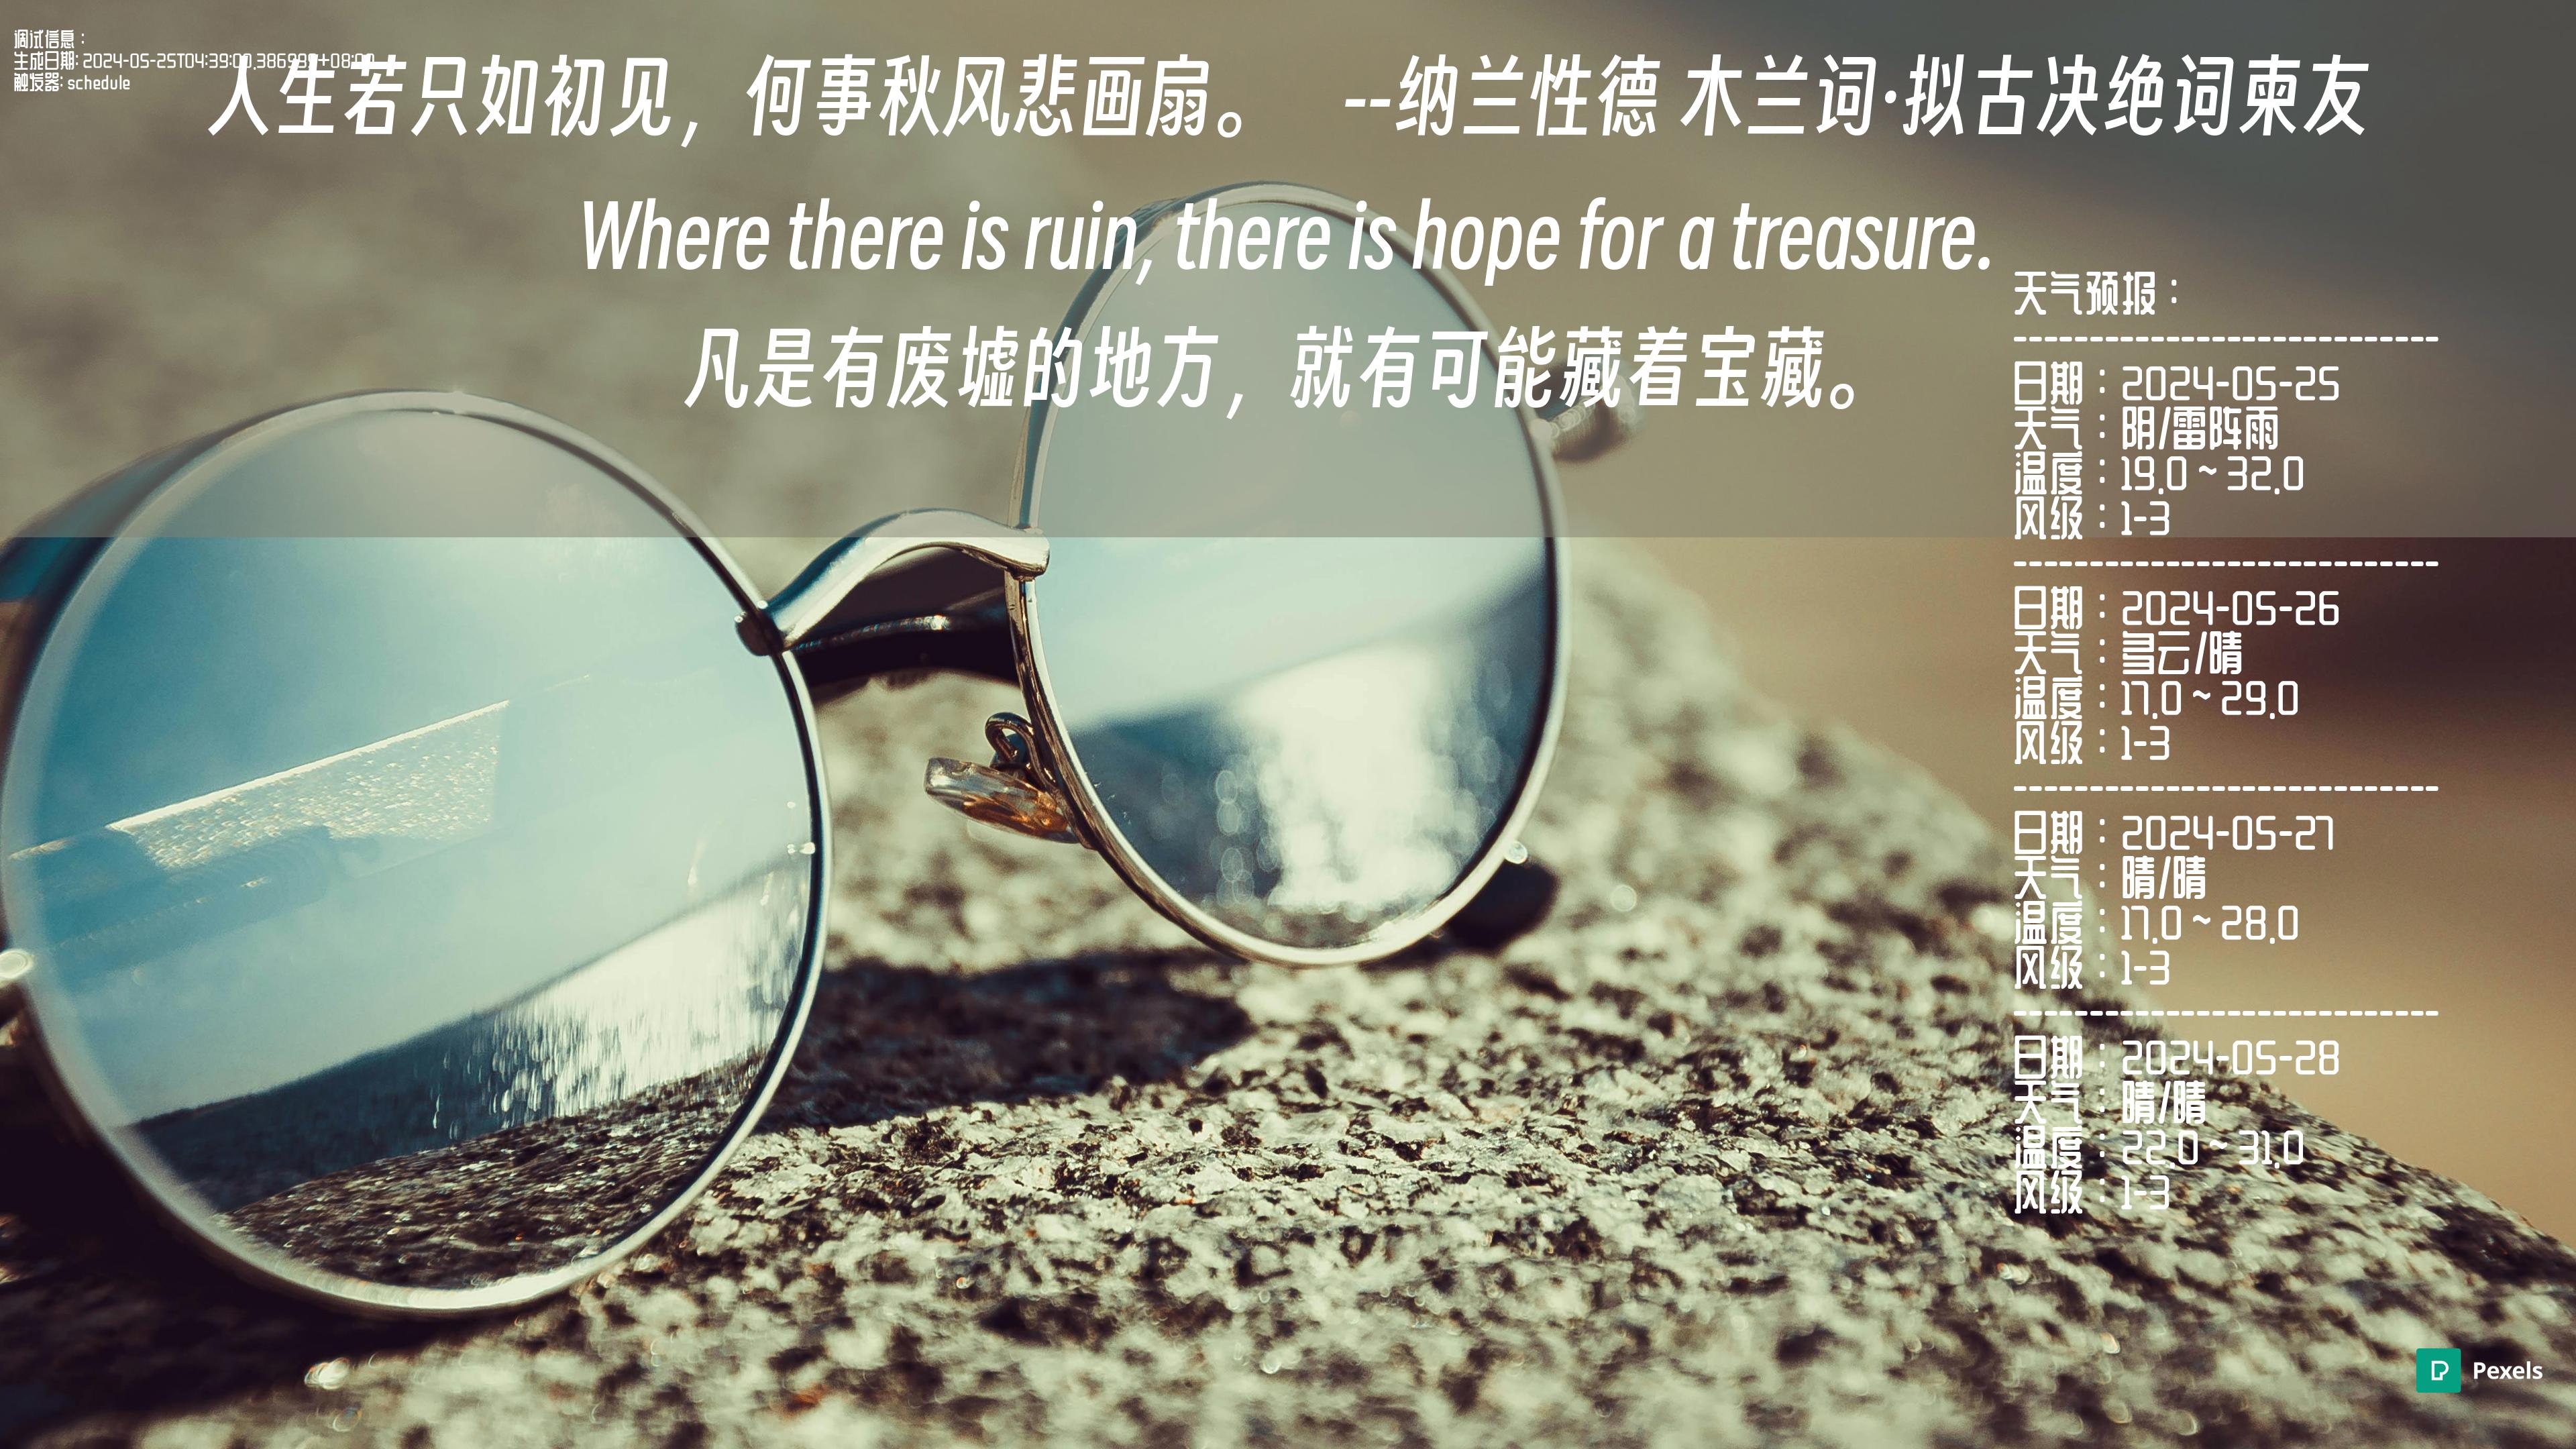 调试信息：
生成日期: 2024-05-25T04:39:00.386999+08:00
触发器: schedule
人生若只如初见，何事秋风悲画扇。 --纳兰性德 木兰词·拟古决绝词柬友
Where there is ruin, there is hope for a treasure.
凡是有废墟的地方，就有可能藏着宝藏。
天气预报：
----------------------------
日期：2024-05-25
天气：阴/雷阵雨
温度：19.0 ~ 32.0
风级：1-3
----------------------------
日期：2024-05-26
天气：多云/晴
温度：17.0 ~ 29.0
风级：1-3
----------------------------
日期：2024-05-27
天气：晴/晴
温度：17.0 ~ 28.0
风级：1-3
----------------------------
日期：2024-05-28
天气：晴/晴
温度：22.0 ~ 31.0
风级：1-3
Pexels